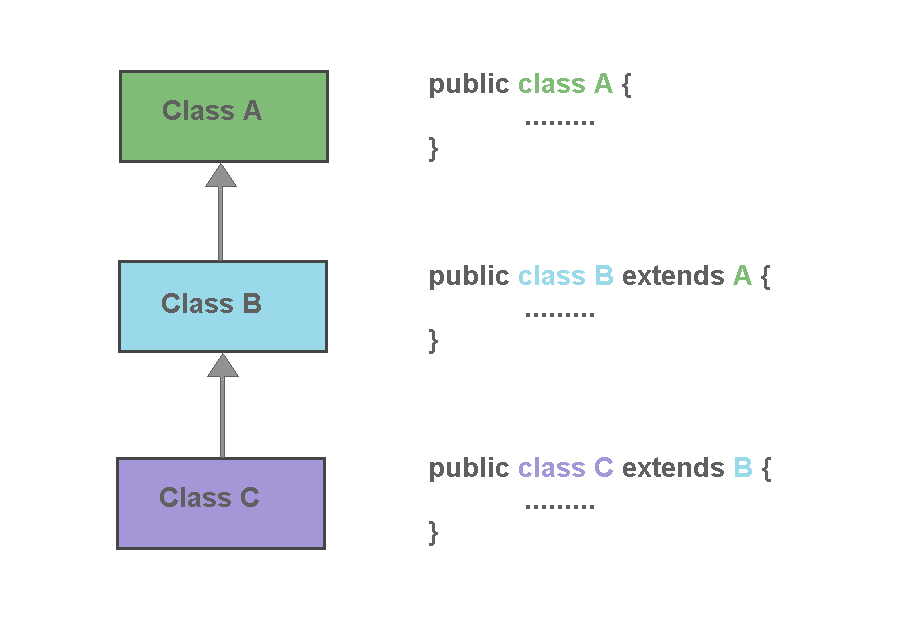 Class A
public class A {
.........
}
Class B
public class B extends A {
.........
}
Class C
public class C extends B {
.........
}